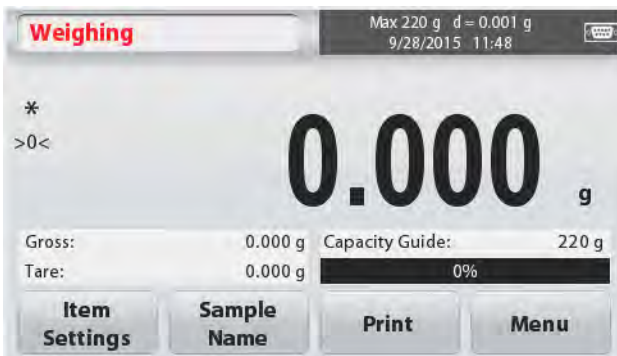 Weighing
Max 220 g d = 0.001 g
9/28/2015 11:48
*
>0<
0.000 g
Gross: 0.000 g
Tare: 0.000 g
Capacity Guide: 220 g
0%
Item Settings
Sample Name
Print
Menu